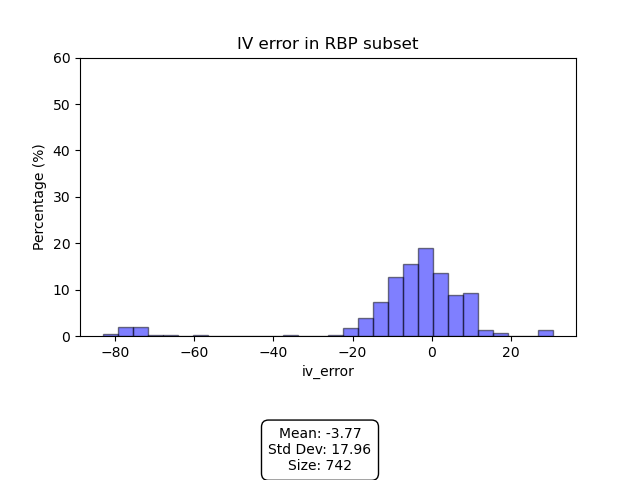 IV error in RBP subset
60
50
40
30
20
10
0
Percentage (%)
−80
−60
−40
−20
0
20
iv_error
Mean: -3.77
Std Dev: 17.96
Size: 742